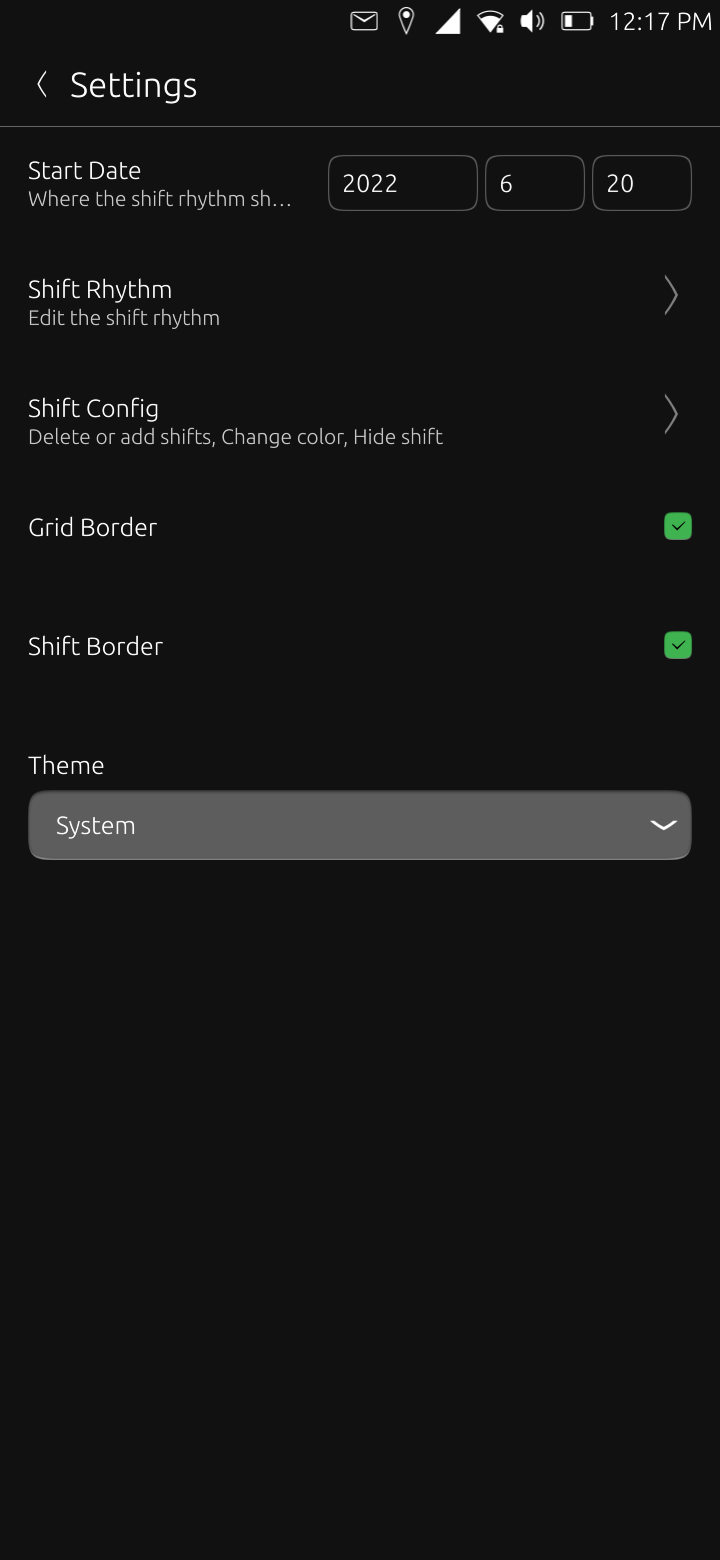 12:17 PM
Settings
Start Date
Where the shift rhythm sh...
2022 6 20
Shift Rhythm
Edit the shift rhythm
Shift Config
Delete or add shifts, Change color, Hide shift
Grid Border
Shift Border
Theme
System